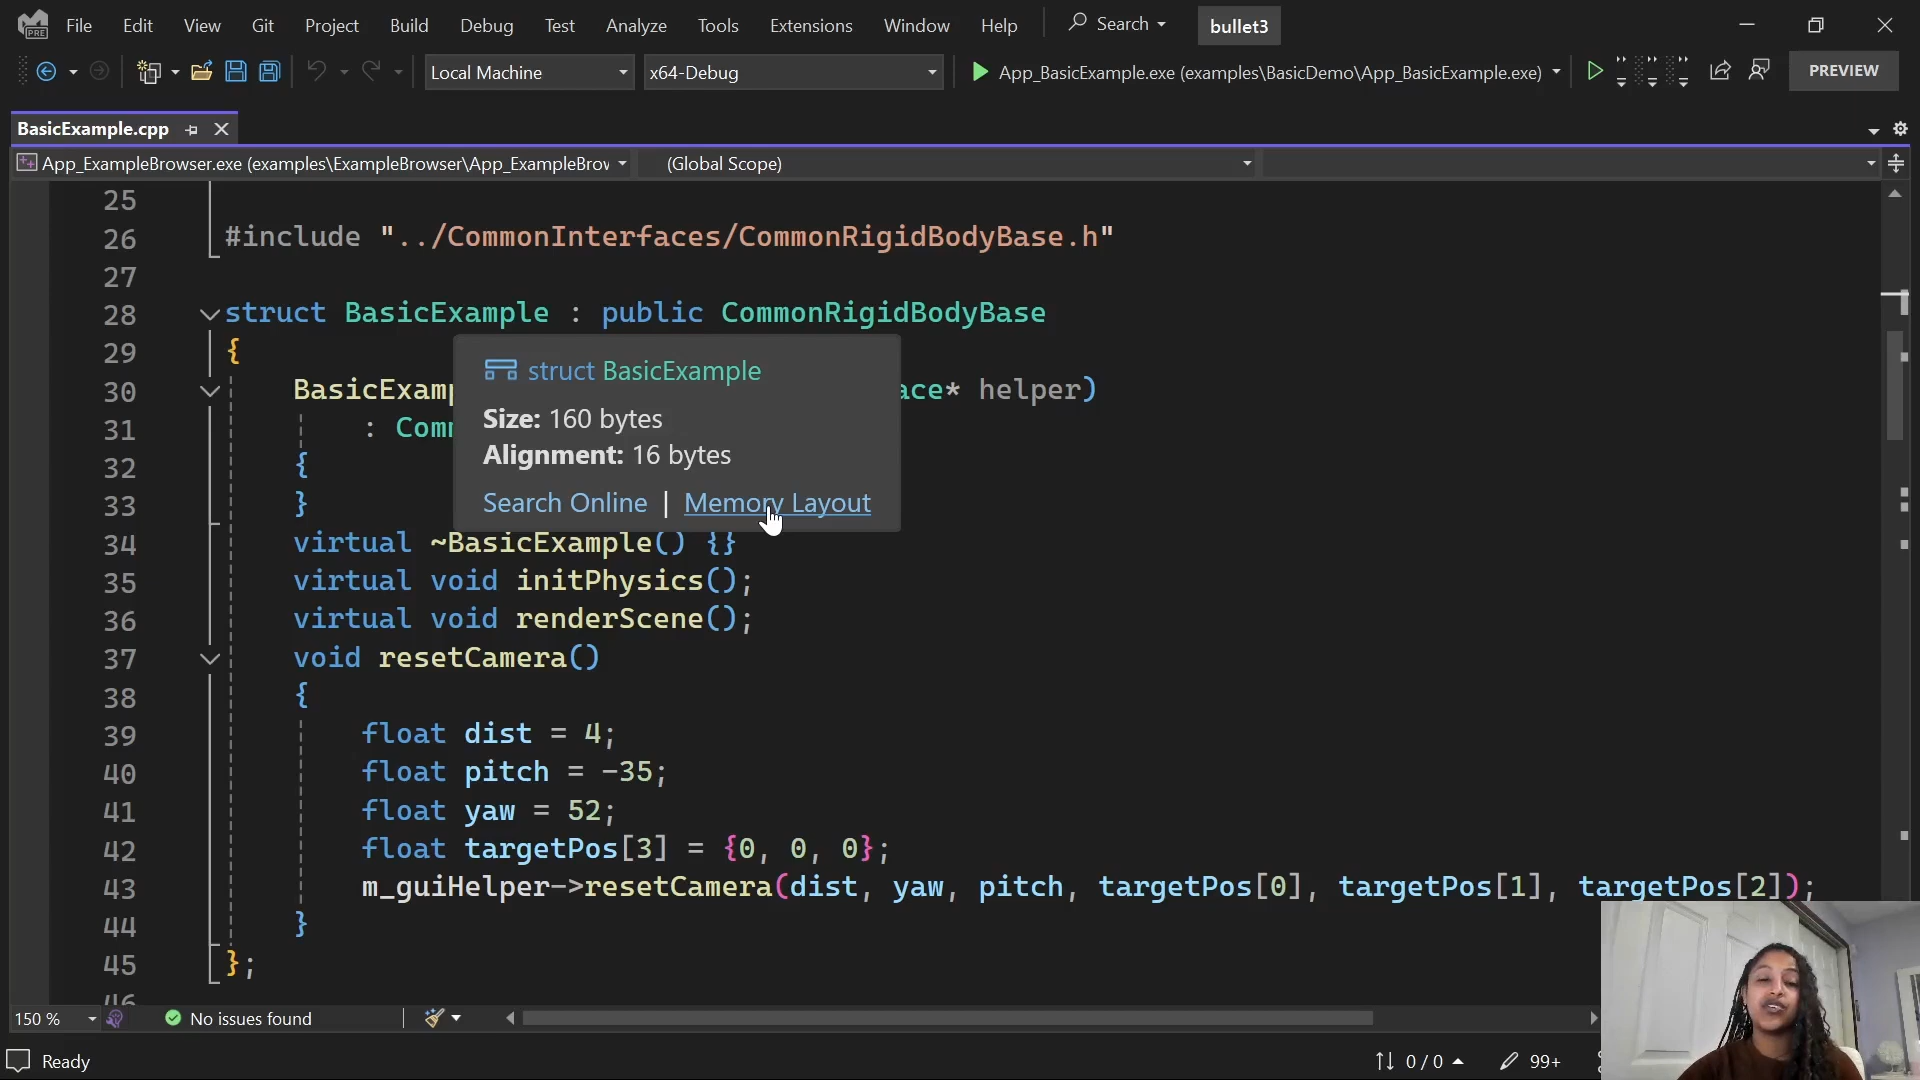 PRE File Edit View Git Project Build Debug Test Analyze Tools Extensions Window Help Search bullet3
Local Machine x64-Debug App_BasicExample.exe (examples\BasicDemo\App_BasicExample.exe) PREVIEW
BasicExample.cpp
App_ExampleBrowser.exe (examples\ExampleBrowser\App_ExampleBrov (Global Scope)
25
26 #include "../CommonInterfaces/CommonRigidBodyBase.h"
27
28 struct BasicExample : public CommonRigidBodyBase
29 {
struct BasicExample
30 BasicExamp ace* helper)
Size: 160 bytes
31 : Com
Alignment: 16 bytes
32 {
33 }
Search Online | Memory Layout
34 virtual ~BasicExample() {}
35 virtual void initPhysics();
36 virtual void renderScene();
37 void resetCamera()
38 {
39 float dist = 4;
40 float pitch = -35;
41 float yaw = 52;
42 float targetPos[3] = {0, 0, 0};
43 m_guiHelper->resetCamera(dist, yaw, pitch, targetPos[0], targetPos[1], targetPos[2]);
44 }
45 };
46
150 % No issues found
Ready 0 / 0 99+